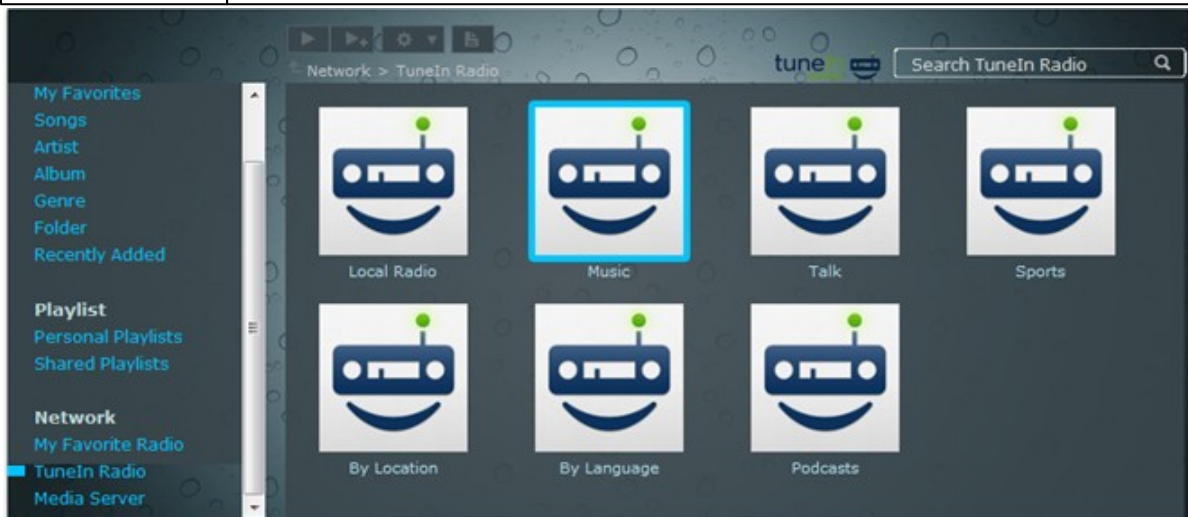 Network > TuneIn Radio
tune
Search TuneIn Radio
My Favorites
Songs
Artist
Album
Genre
Folder
Recently Added
Playlist
Personal Playlists
Shared Playlists
Network
My Favorite Radio
TuneIn Radio
Media Server
Local Radio
Music
Talk
Sports
By Location
By Language
Podcasts